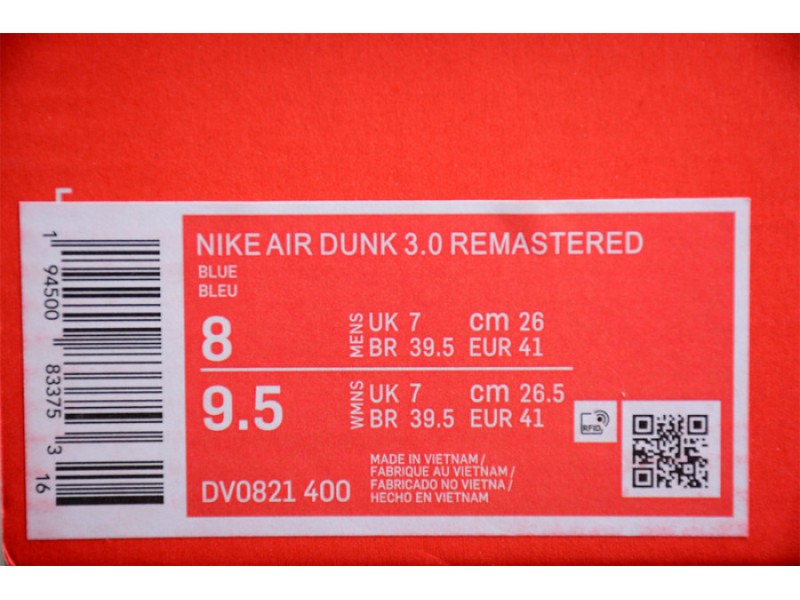 NIKE AIR DUNK 3.0 REMASTERED
BLUE
BLEU
8
MENS
UK 7 cm 26
BR 39.5 EUR 41
9.5
WMNS
UK 7 cm 26.5
BR 39.5 EUR 41
RFID
DV0821 400
MADE IN VIETNAM /
FABRIQUE AU VIETNAM /
FABRICADO NO VIETNA /
HECHO EN VIETNAM
1 94500 83375 3
16